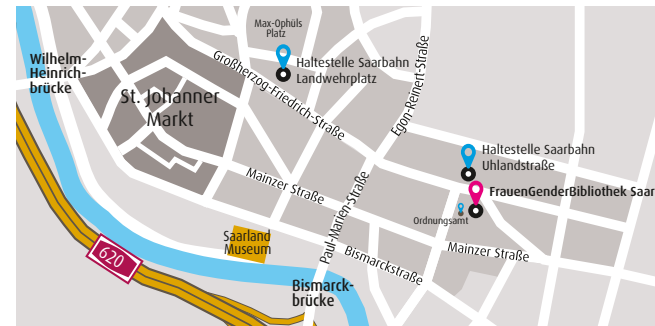 Max-Ophüls
Platz
Wilhelm-
Heinrich-
brücke
Haltestelle Saarbahn
Landwehrplatz
Großherzog-Friedrich-Straße
Egon-Reinert-Straße
St. Johanner
Markt
Haltestelle Saarbahn
Uhlandstraße
Mainzer Straße
FrauenGenderBibliothek Saar
Ordnungsamt
Paul-Marien-Straße
Saarland
Museum
Mainzer Straße
Bismarckstraße
620
Bismarck-
brücke